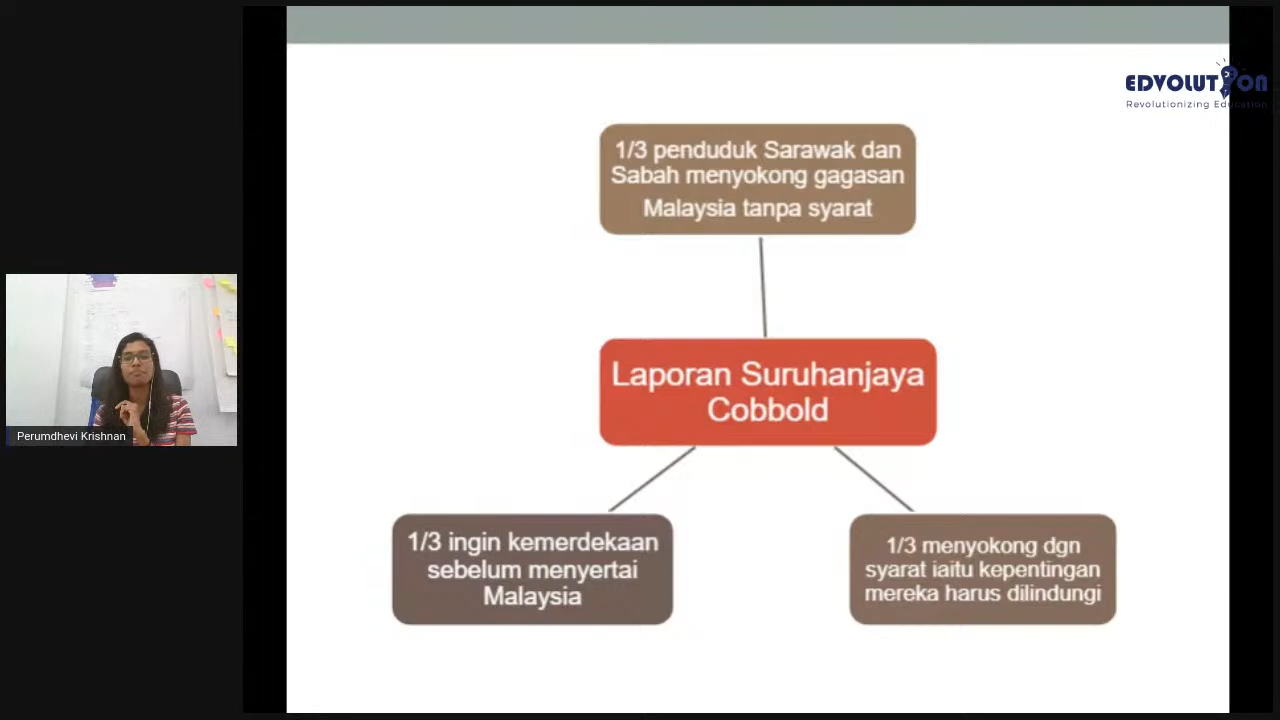 EDVOLUTION
Revolutionizing Education
1/3 penduduk Sarawak dan
Sabah menyokong gagasan
Malaysia tanpa syarat
Laporan Suruhanjaya
Cobbold
1/3 ingin kemerdekaan
sebelum menyertai
Malaysia
1/3 menyokong dgn
syarat iaitu kepentingan
mereka harus dilindungi
Perumdhevi Krishnan